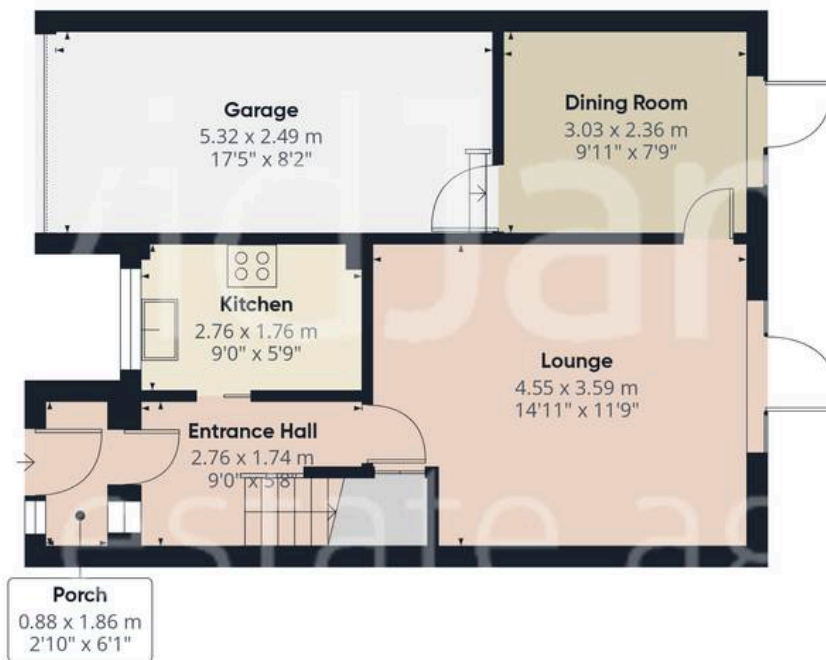 Garage
5.32 x 2.49 m
17'5" x 8'2"
Dining Room
3.03 x 2.36 m
9'11" x 7'9"
Kitchen
2.76 x 1.76 m
9'0" x 5'9"
Lounge
4.55 x 3.59 m
14'11" x 11'9"
Entrance Hall
2.76 x 1.74 m
9'0" x 5'8"
Porch
0.88 x 1.86 m
2'10" x 6'1"
estate ag